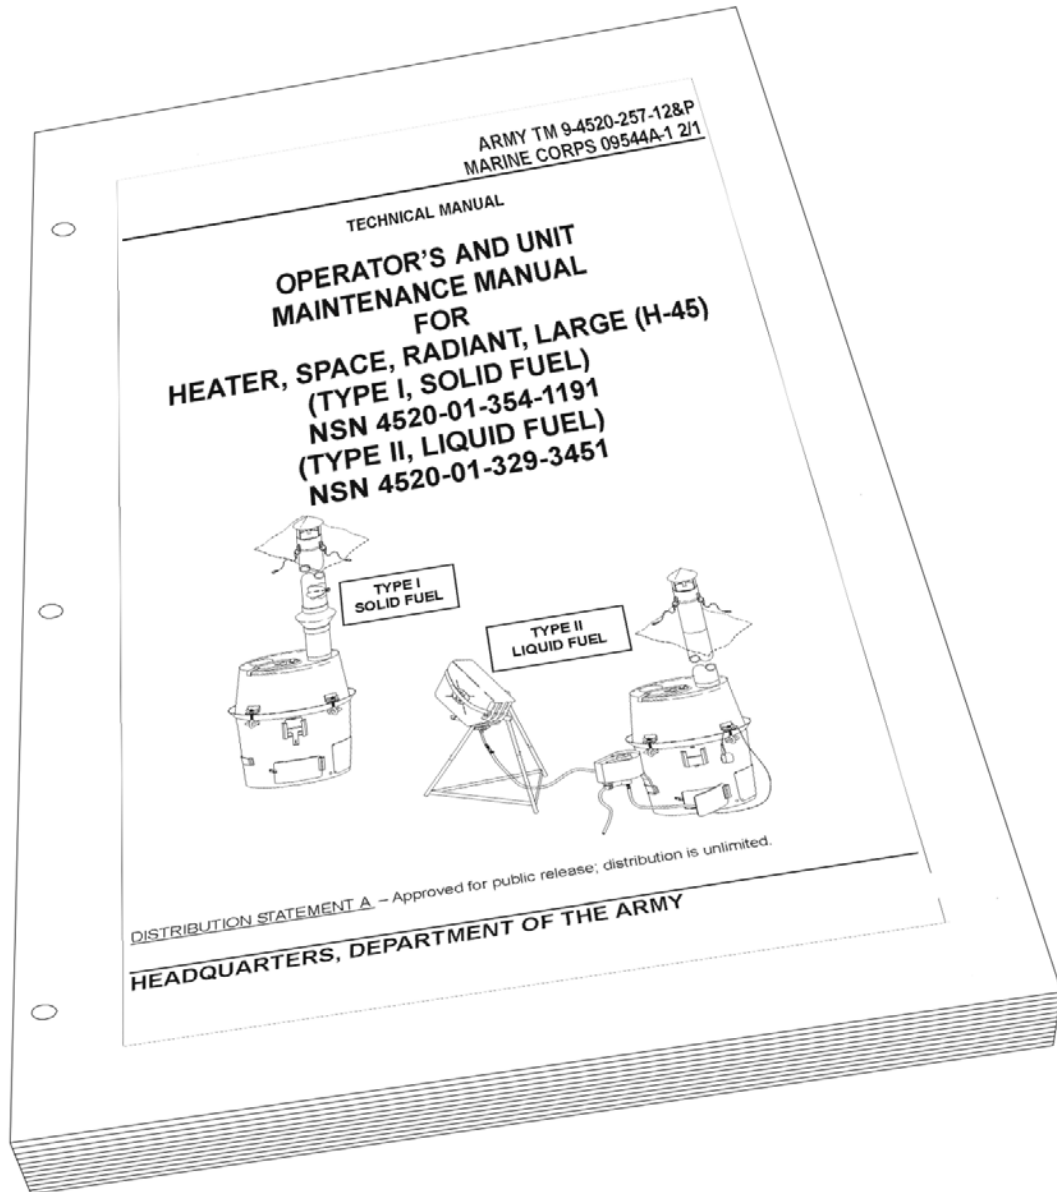 ARMY TM 9-4520-257-12&P
MARINE CORPS 09544A-1 2/1
TECHNICAL MANUAL
OPERATOR'S AND UNIT
MAINTENANCE MANUAL
FOR
HEATER, SPACE, RADIANT, LARGE (H-45)
(TYPE I, SOLID FUEL)
NSN 4520-01-354-1191
(TYPE II, LIQUID FUEL)
NSN 4520-01-329-3451
TYPE I
SOLID FUEL
TYPE II
LIQUID FUEL
DISTRIBUTION STATEMENT A – Approved for public release; distribution is unlimited.
HEADQUARTERS, DEPARTMENT OF THE ARMY